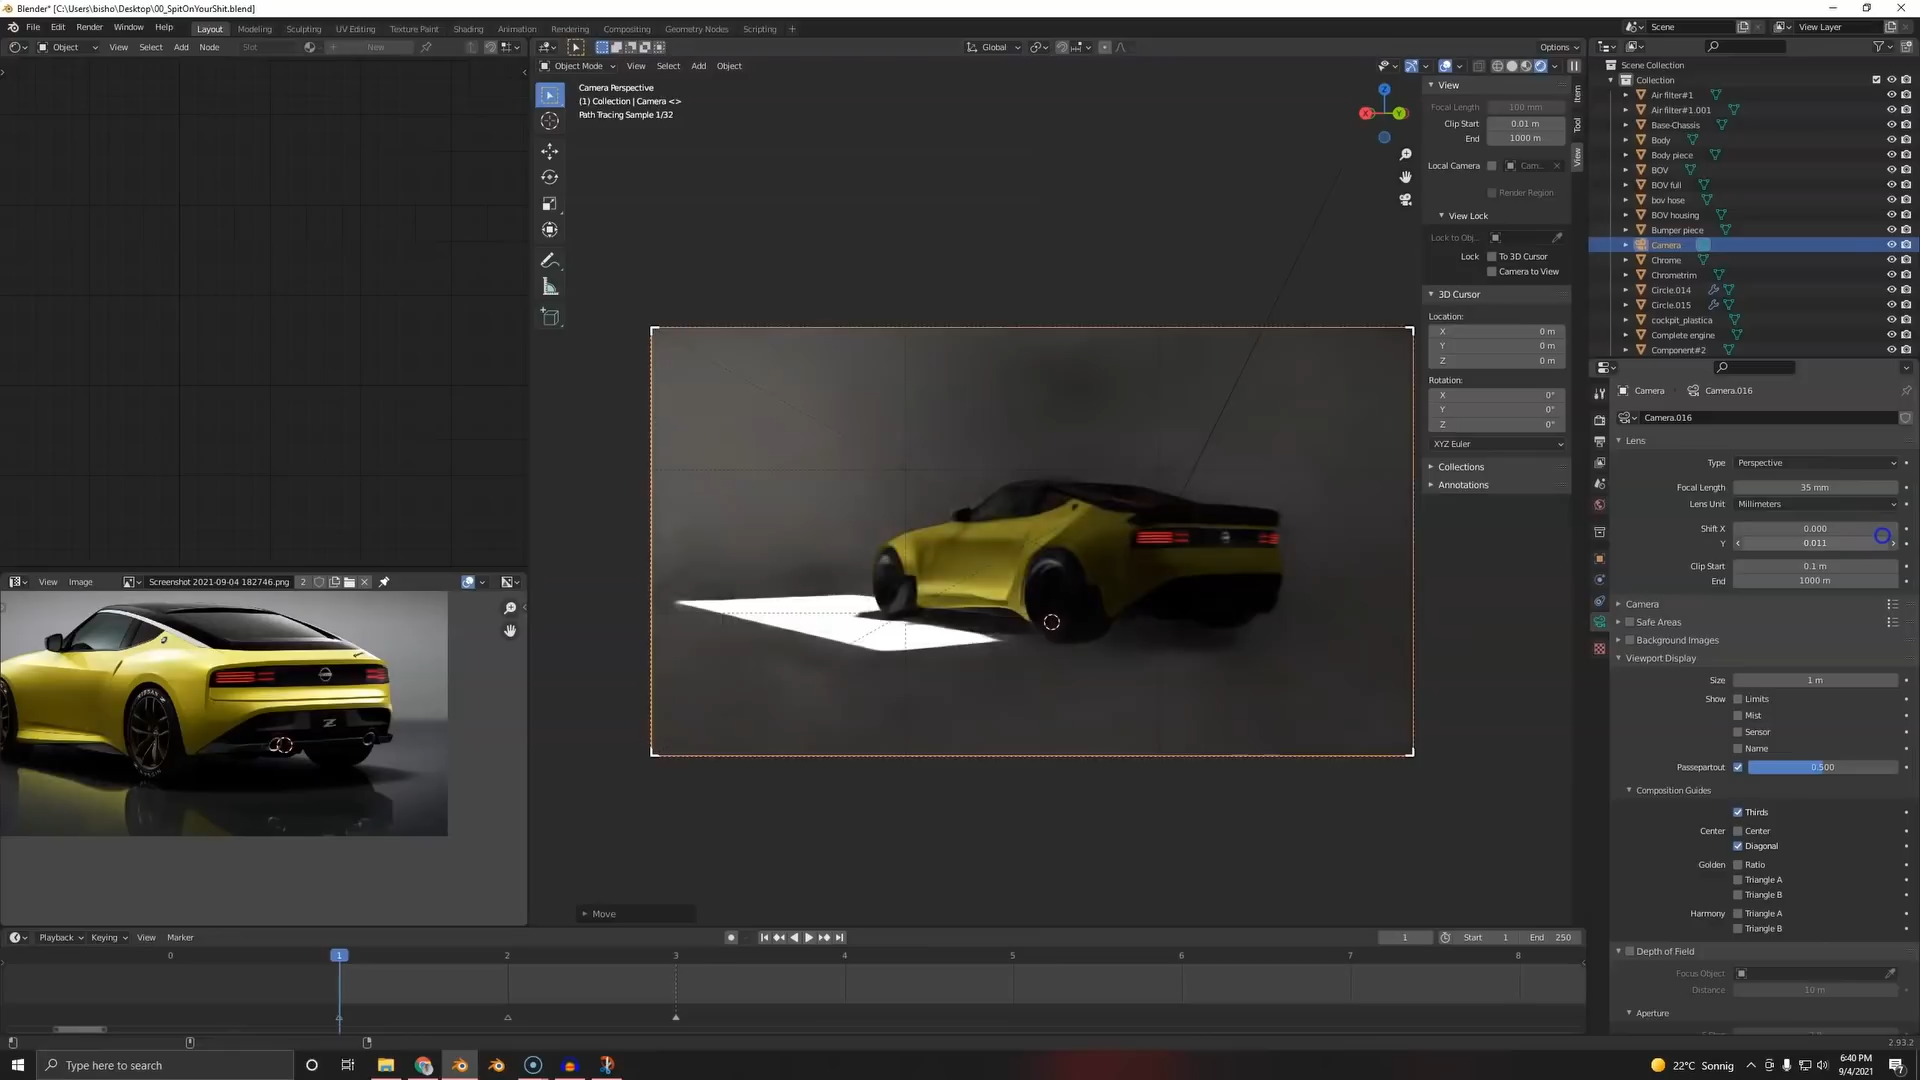 Blender* [C:\Users\bisho\Desktop\00_SpitOnYourShit.blend]
File Edit Render Window Help
Layout Modeling Sculpting UV Editing Texture Paint Shading Animation Rendering Compositing Geometry Nodes Scripting +
Scene
View Layer
Object View Select Add Node
Slot
New
Global
Options
Object Mode View Select Add Object
Camera Perspective
(1) Collection | Camera <>
Path Tracing Sample 1/32
X
Y
Z
View
Focal Length 100 mm
Clip Start 0.01 m
End 1000 m
Local Camera Cam...
Render Region
View Lock
Lock to Obj...
Lock To 3D Cursor
Camera to View
3D Cursor
Location:
X 0 m
Y 0 m
Z 0 m
Rotation:
X 0°
Y 0°
Z 0°
XYZ Euler
Collections
Annotations
Item
Tool
View
Scene Collection
Collection
Air filter#1
Air filter#1.001
Base-Chassis
Body
Body piece
BOV
BOV full
bov hose
BOV housing
Bumper piece
Camera
Chrome
Chrometrim
Circle.014
Circle.015
cockpit_plastica
Complete engine
Component#2
Camera Camera.016
Camera.016
Lens
Type Perspective
Focal Length 35 mm
Lens Unit Millimeters
Shift X 0.000
Y 0.011
Clip Start 0.1 m
End 1000 m
Camera
Safe Areas
Background Images
Viewport Display
Size 1 m
Show Limits
Mist
Sensor
Name
Passepartout 0.500
Composition Guides
Thirds
Center Center
Diagonal
Golden Ratio
Triangle A
Triangle B
Harmony Triangle A
Triangle B
Depth of Field
Focus Object
Distance 10 m
Aperture
View Image Screenshot 2021-09-04 182746.png 2
Z
Move
Playback Keying View Marker
1 Start 1 End 250
0 1 2 3 4 5 6 7 8
2.93.2
Type here to search
22°C Sonnig
6:40 PM
9/4/2021